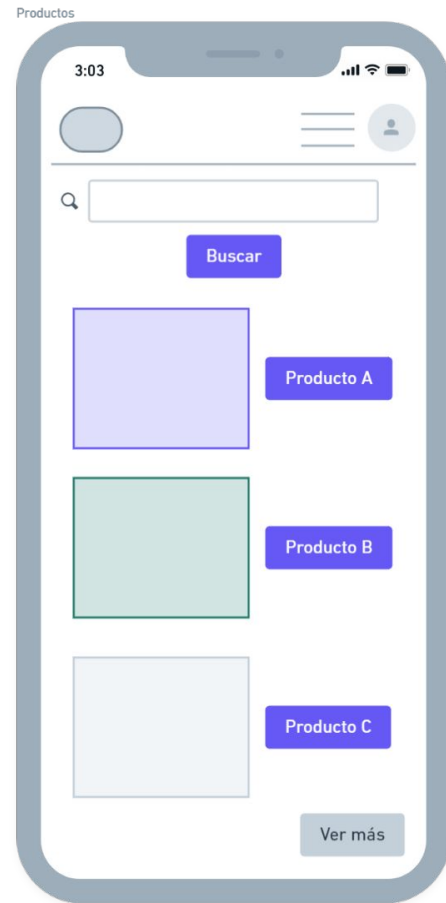 Productos
3:03
Buscar
Producto A
Producto B
Producto C
Ver más